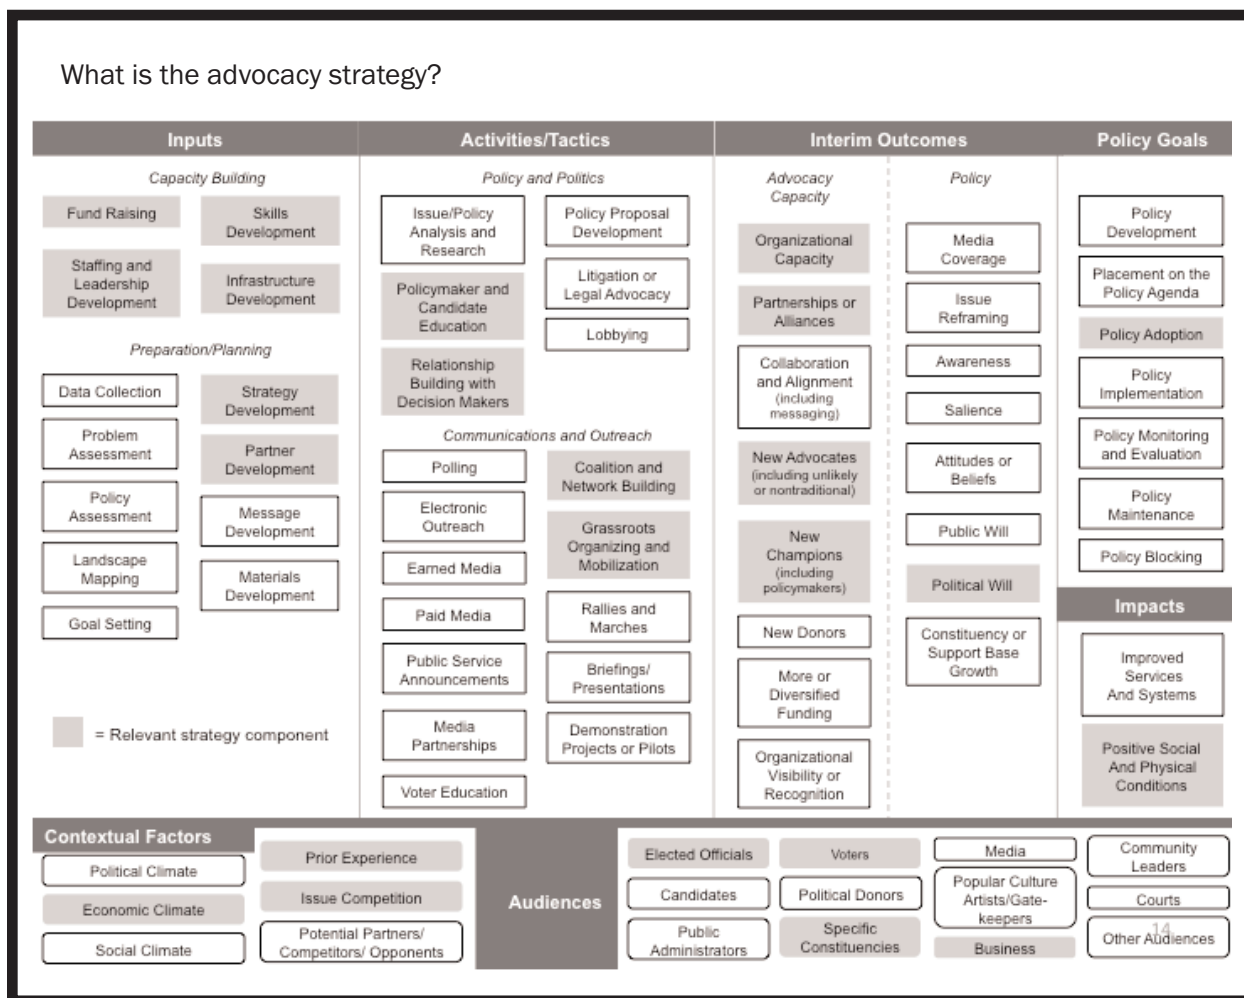 What is the advocacy strategy?
Inputs
Activities/Tactics
Interim Outcomes
Policy Goals
Capacity Building
Fund Raising
Skills
Development
Staffing and
Leadership
Development
Infrastructure
Development
Preparation/Planning
Data Collection
Strategy
Development
Problem
Assessment
Partner
Development
Policy
Assessment
Message
Development
Landscape
Mapping
Materials
Development
Goal Setting
= Relevant strategy component
Policy and Politics
Issue/Policy
Analysis and
Research
Policy Proposal
Development
Policymaker and
Candidate
Education
Litigation or
Legal Advocacy
Lobbying
Relationship
Building with
Decision Makers
Communications and Outreach
Polling
Coalition and
Network Building
Electronic
Outreach
Grassroots
Organizing and
Mobilization
Earned Media
Paid Media
Rallies and
Marches
Public Service
Announcements
Briefings/
Presentations
Media
Partnerships
Demonstration
Projects or Pilots
Voter Education
Advocacy
Capacity
Organizational
Capacity
Partnerships or
Alliances
Collaboration
and Alignment
(including
messaging)
New Advocates
(including unlikely
or nontraditional)
New
Champions
(including
policymakers)
New Donors
More or
Diversified
Funding
Organizational
Visibility or
Recognition
Policy
Media
Coverage
Issue
Reframing
Awareness
Salience
Attitudes or
Beliefs
Public Will
Political Will
Constituency or
Support Base
Growth
Policy
Development
Placement on the
Policy Agenda
Policy Adoption
Policy
Implementation
Policy Monitoring
and Evaluation
Policy
Maintenance
Policy Blocking
Impacts
Improved
Services
And Systems
Positive Social
And Physical
Conditions
Contextual Factors
Political Climate
Economic Climate
Social Climate
Prior Experience
Issue Competition
Potential Partners/
Competitors/ Opponents
Audiences
Elected Officials
Candidates
Public
Administrators
Voters
Political Donors
Specific
Constituencies
Media
Popular Culture
Artists/Gate-
keepers
Business
Community
Leaders
Courts
Other Audiences
14